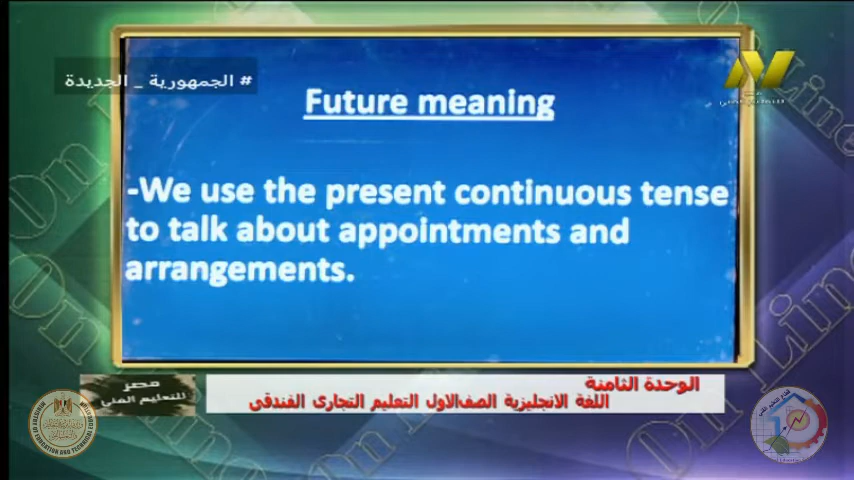 # الجمهورية _ الجديدة
Future meaning
-We use the present continuous tense
to talk about appointments and
arrangements.
الوحدة الثامنة
اللغة الانجليزية الصف الاول التعليم التجارى الفندقى
مصر
للتعليم الفنى